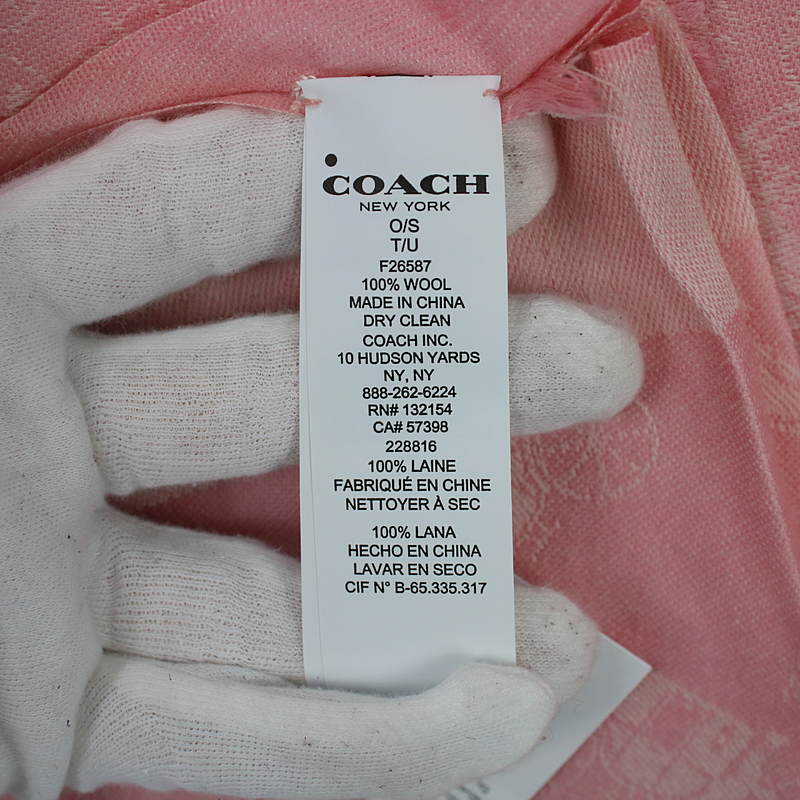 COACH
NEW YORK
O/S
T/U
F26587
100% WOOL
MADE IN CHINA
DRY CLEAN
COACH INC.
10 HUDSON YARDS
NY, NY
888-262-6224
RN# 132154
CA# 57398
228816
100% LAINE
FABRIQUÉ EN CHINE
NETTOYER À SEC
100% LANA
HECHO EN CHINA
LAVAR EN SECO
CIF N° B-65.335.317